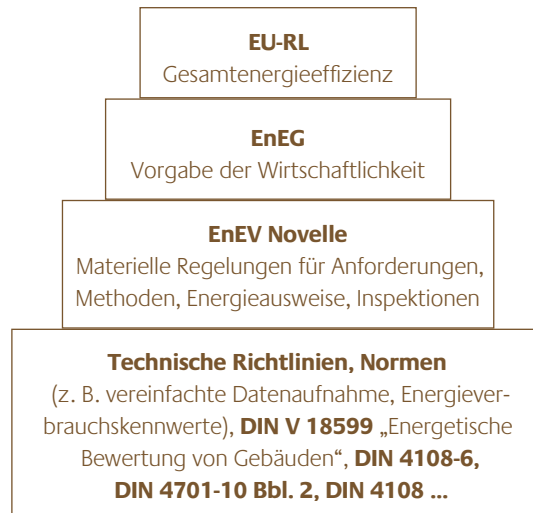 EU-RL
Gesamtenergieeffizienz
EnEG
Vorgabe der Wirtschaftlichkeit
EnEV Novelle
Materielle Regelungen für Anforderungen,
Methoden, Energieausweise, Inspektionen
Technische Richtlinien, Normen
(z. B. vereinfachte Datenaufnahme, Energiever-
brauchskennwerte), DIN V 18599 „Energetische
Bewertung von Gebäuden“, DIN 4108-6,
DIN 4701-10 Bbl. 2, DIN 4108 ...